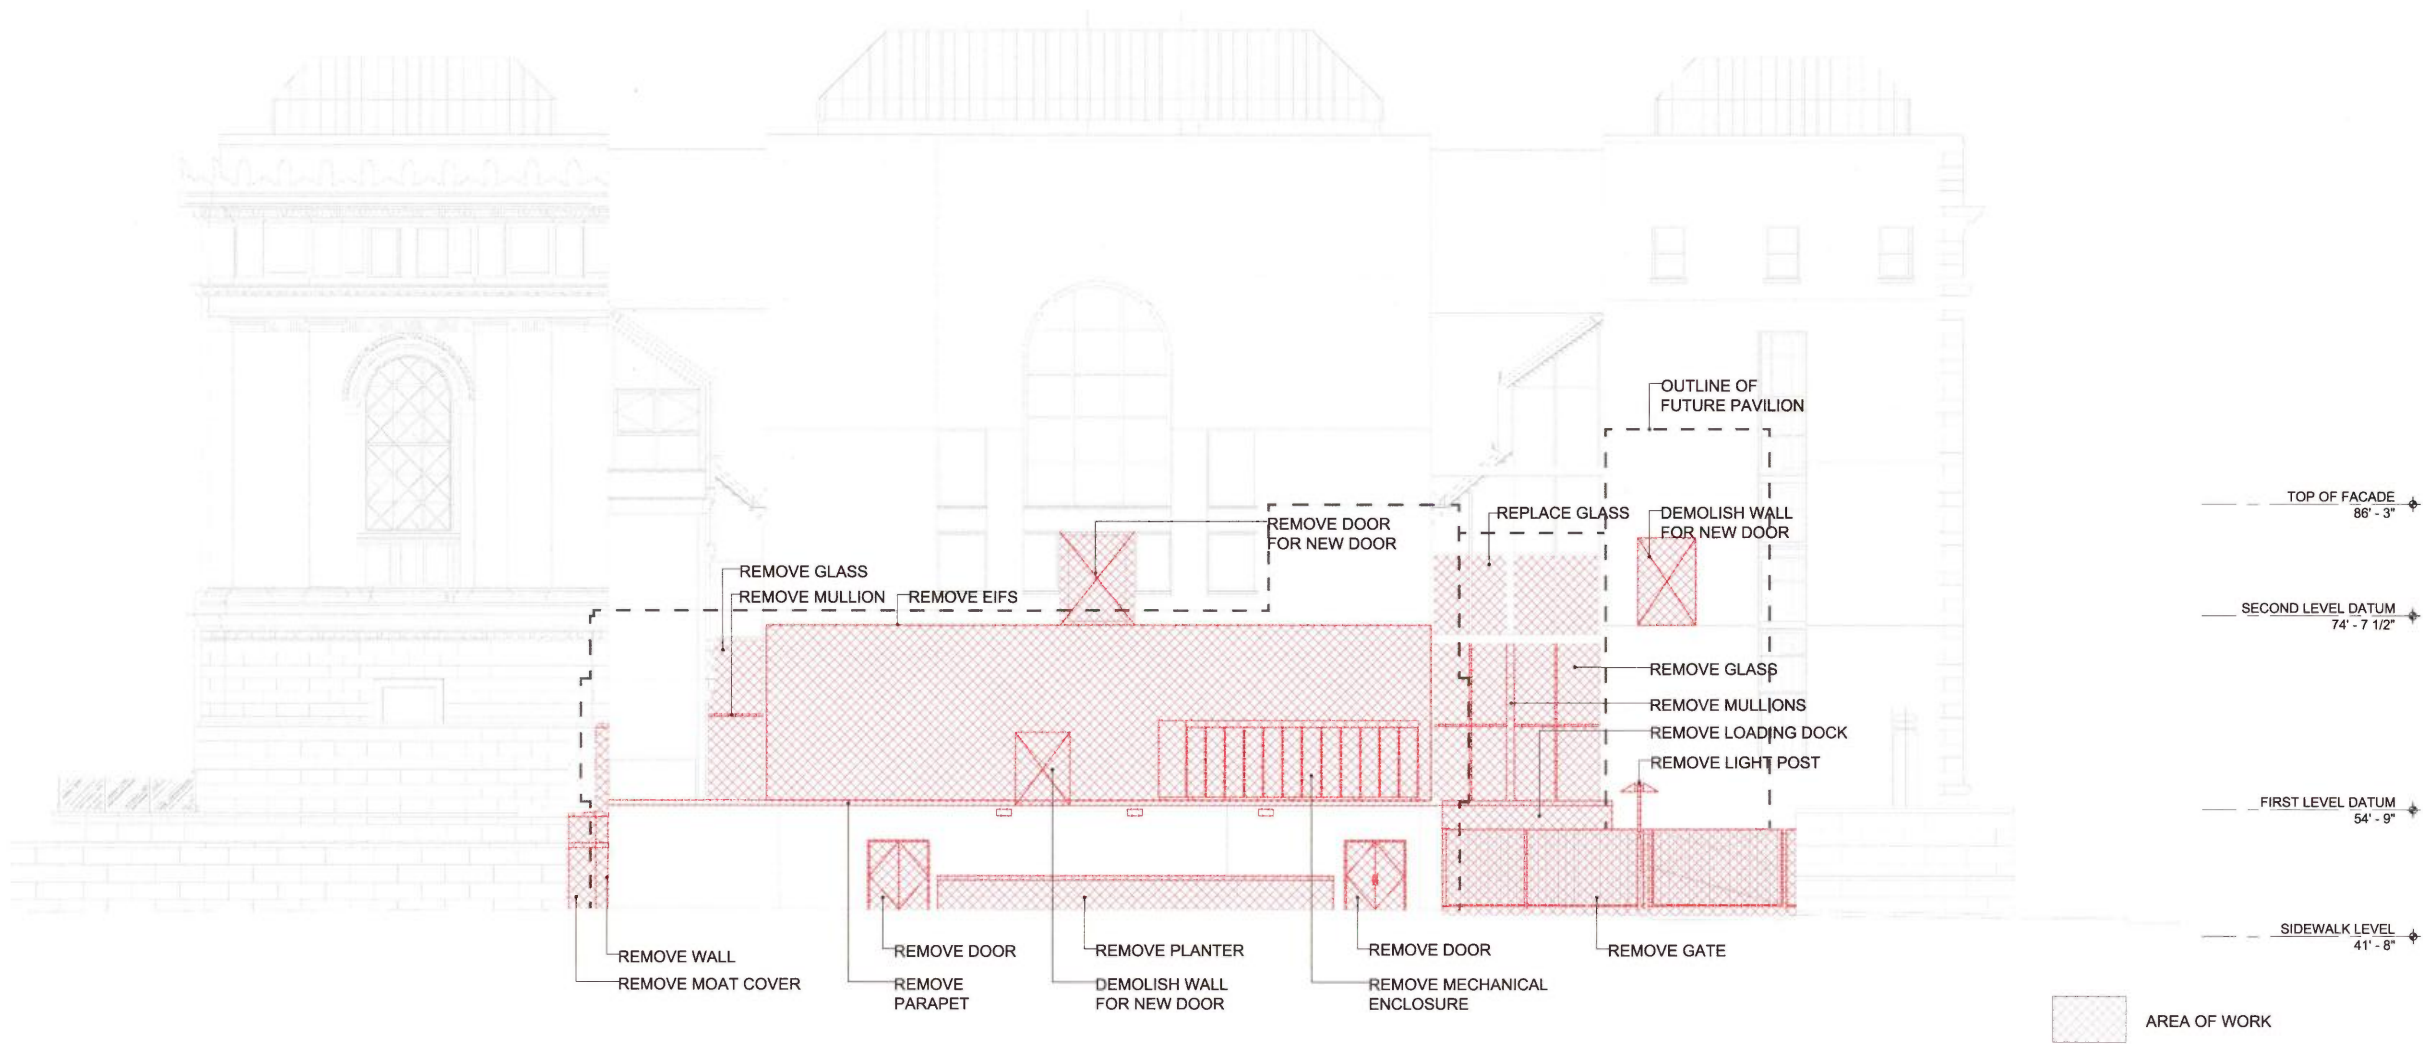 OUTLINE OF
FUTURE PAVILION
TOP OF FACADE
86' - 3"
REPLACE GLASS
DEMOLISH WALL
FOR NEW DOOR
REMOVE DOOR
FOR NEW DOOR
REMOVE GLASS
REMOVE MULLION
REMOVE EIFS
SECOND LEVEL DATUM
74' - 7 1/2"
REMOVE GLASS
REMOVE MULLIONS
REMOVE LOADING DOCK
REMOVE LIGHT POST
FIRST LEVEL DATUM
54' - 9"
SIDEWALK LEVEL
41' - 8"
REMOVE WALL
REMOVE MOAT COVER
REMOVE DOOR
REMOVE
PARAPET
REMOVE PLANTER
DEMOLISH WALL
FOR NEW DOOR
REMOVE DOOR
REMOVE MECHANICAL
ENCLOSURE
REMOVE GATE
AREA OF WORK